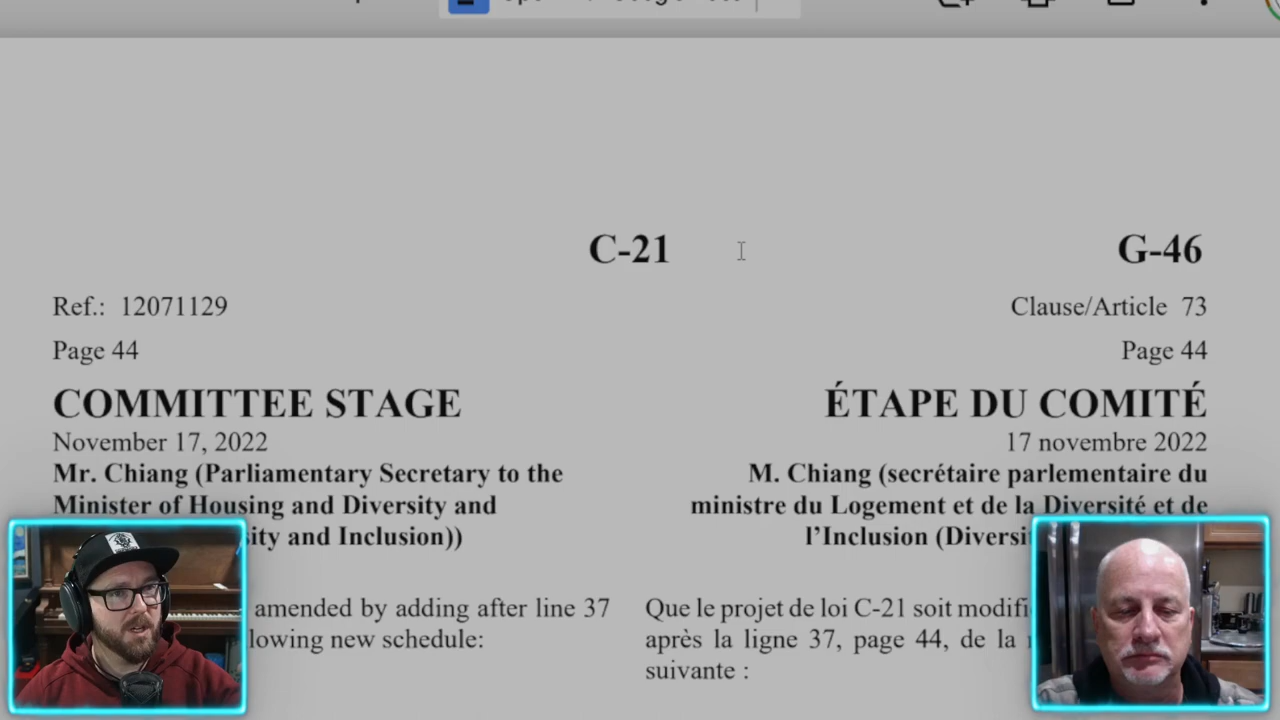 C-21
G-46
Ref.: 12071129
Clause/Article 73
Page 44
Page 44
COMMITTEE STAGE
November 17, 2022
Mr. Chiang (Parliamentary Secretary to the
Minister of Housing and Diversity and
sity and Inclusion))
amended by adding after line 37
lowing new schedule:
ÉTAPE DU COMITÉ
17 novembre 2022
M. Chiang (secrétaire parlementaire du
ministre du Logement et de la Diversité et de
l’Inclusion (Diversi
Que le projet de loi C-21 soit modifi
après la ligne 37, page 44, de la
suivante :